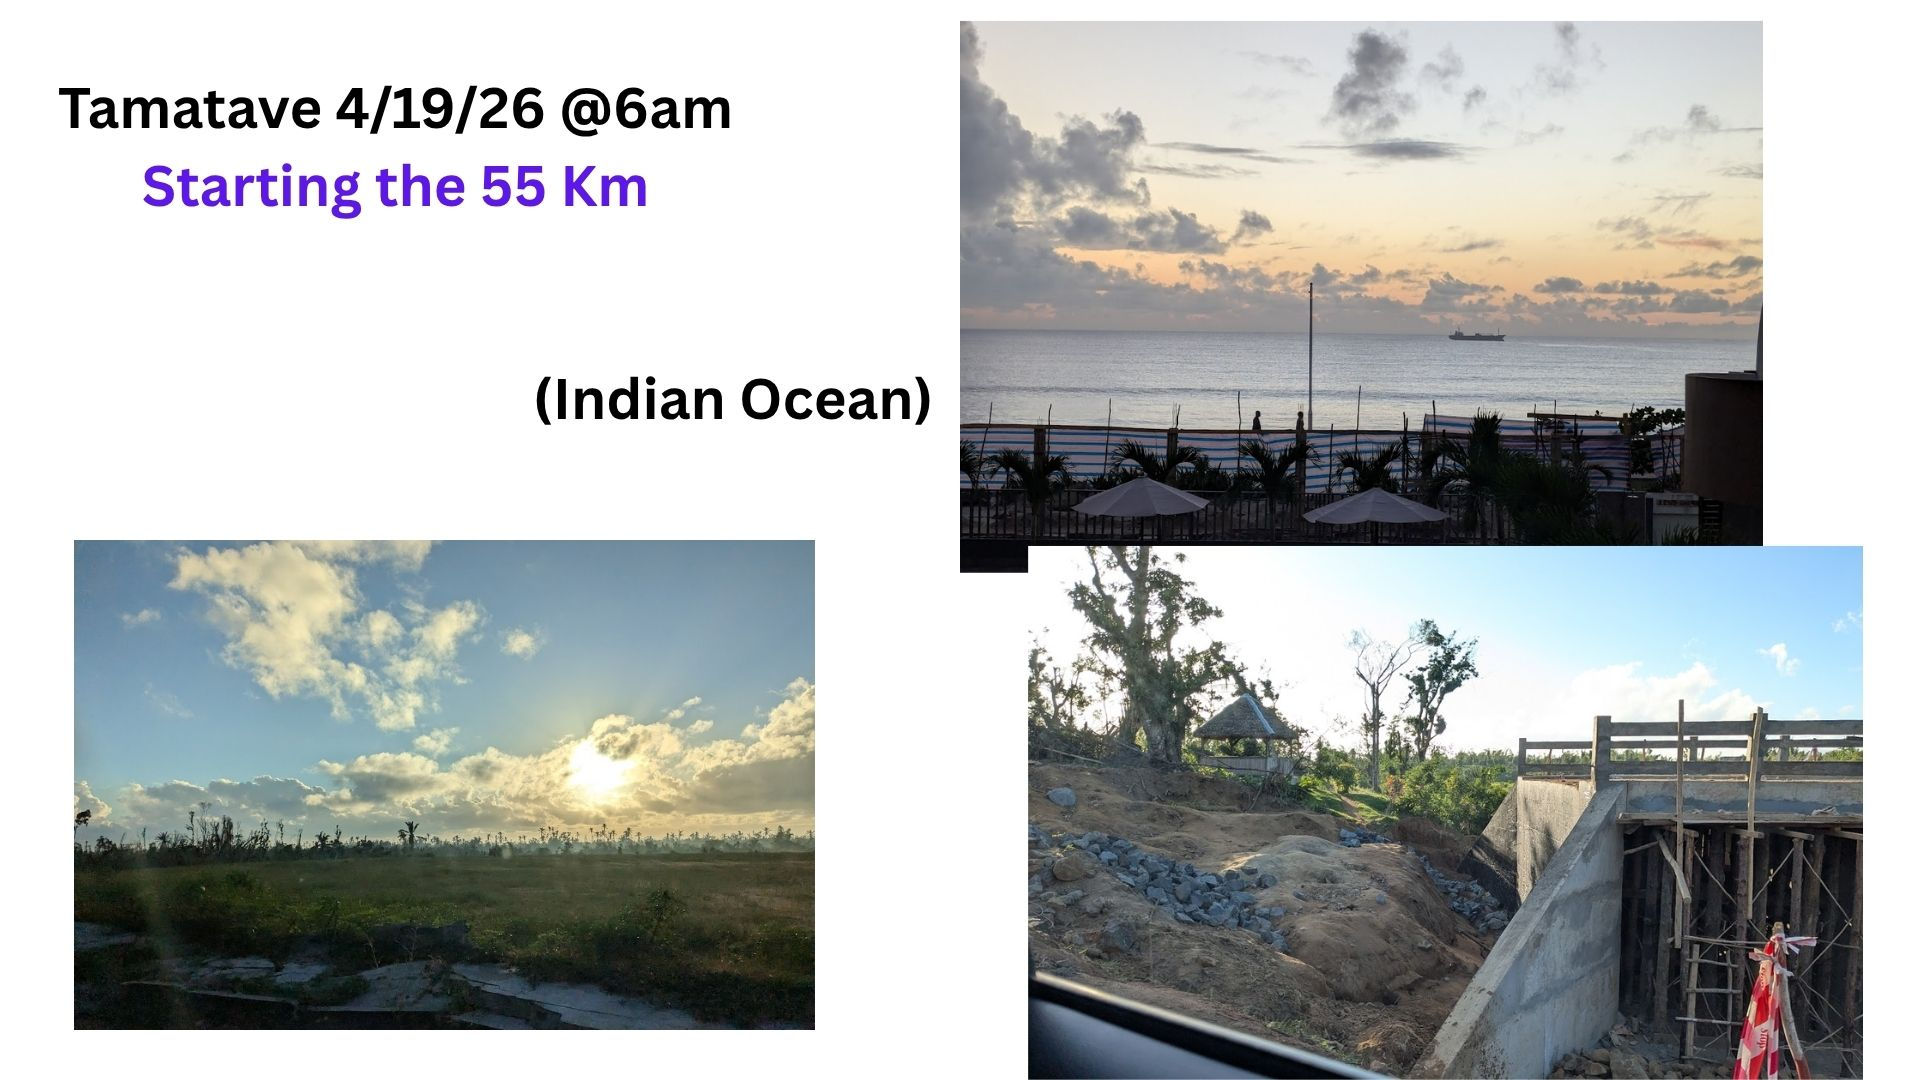 Tamatave 4/19/26 @6am
Starting the 55 Km
(Indian Ocean)